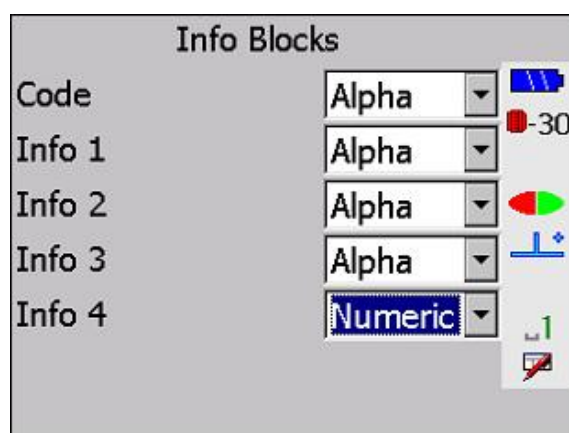 Info Blocks
Code Alpha
-30
Info 1 Alpha
Info 2 Alpha
Info 3 Alpha
Info 4 Numeric
1